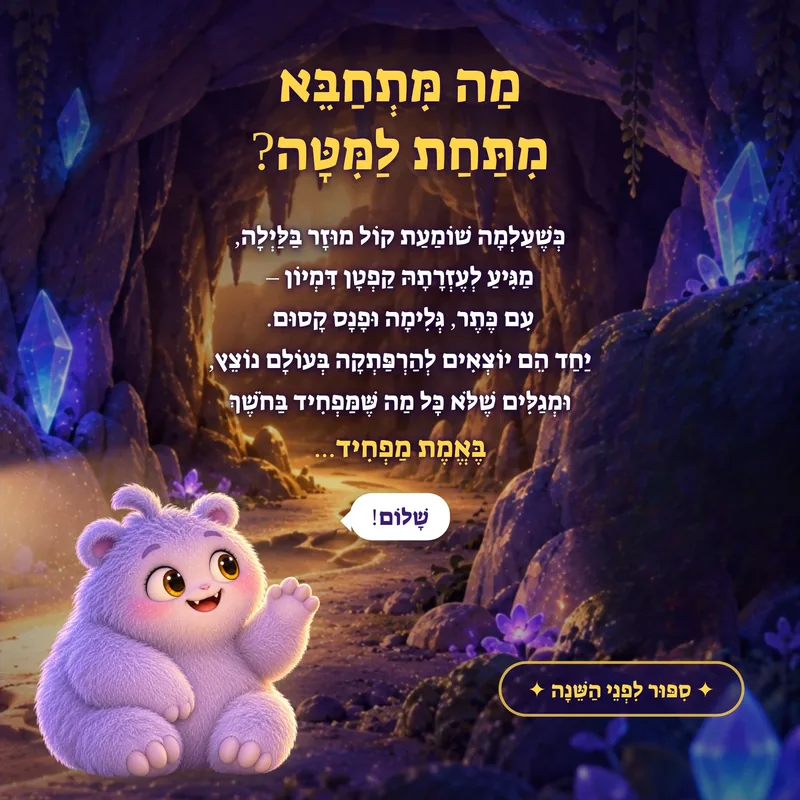 מַה מִּתְחַבֵּא
מִתַּחַת לַמִּטָּה?
כְּשֶׁעַלְמָה שׁוֹמַעַת קוֹל מוּזָר בַּלַּיְלָה,
מַגִּיעַ לְעֶזְרָתָהּ קַפְטָן דִּמְיוֹן –
עִם כֶּתֶר, גְּלִימָה וּפָנָס קָסוּם.
יַחַד הֵם יוֹצְאִים לְהַרְפַּתְקָה בְּעוֹלָם נוֹצֵץ,
וּמְגַלִּים שֶׁלֹּא כָּל מַה שֶּׁמַּפְחִיד בַּחֹשֶׁךְ
בֶּאֱמֶת מַפְחִיד...
שָׁלוֹם!
✦ סִפּוּר לִפְנֵי הַשֵּׁנָה ✦